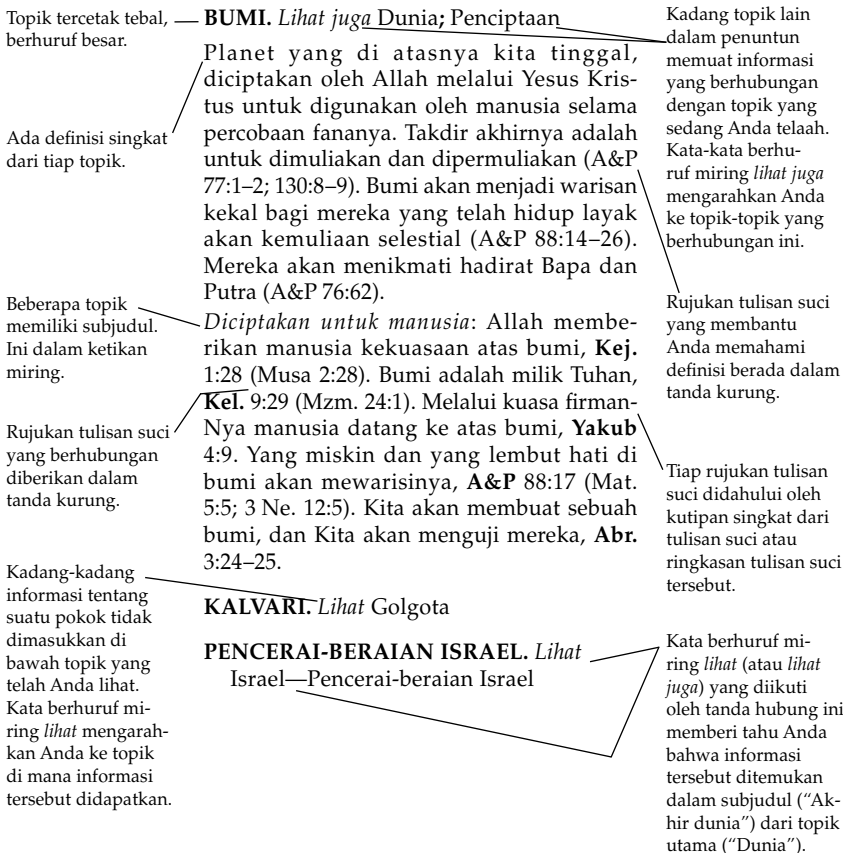 Topik tercetak tebal,
berhuruf besar.
Ada definisi singkat
dari tiap topik.
Beberapa topik
memiliki subjudul.
Ini dalam ketikan
miring.
Rujukan tulisan suci
yang berhubungan
diberikan dalam
tanda kurung.
Kadang-kadang
informasi tentang
suatu pokok tidak
dimasukkan di
bawah topik yang
telah Anda lihat.
Kata berhuruf mi-
ring lihat mengarah-
kan Anda ke topik
di mana informasi
tersebut didapatkan.
BUMI. Lihat juga Dunia; Penciptaan
Planet yang di atasnya kita tinggal,
diciptakan oleh Allah melalui Yesus Kris-
tus untuk digunakan oleh manusia selama
percobaan fananya. Takdir akhirnya adalah
untuk dimuliakan dan dipermuliakan (A&P
77:1–2; 130:8–9). Bumi akan menjadi warisan
kekal bagi mereka yang telah hidup layak
akan kemuliaan selestial (A&P 88:14–26).
Mereka akan menikmati hadirat Bapa dan
Putra (A&P 76:62).
Diciptakan untuk manusia: Allah membe-
rikan manusia kekuasaan atas bumi, Kej.
1:28 (Musa 2:28). Bumi adalah milik Tuhan,
Kel. 9:29 (Mzm. 24:1). Melalui kuasa firman-
Nya manusia datang ke atas bumi, Yakub
4:9. Yang miskin dan yang lembut hati di
bumi akan mewarisinya, A&P 88:17 (Mat.
5:5; 3 Ne. 12:5). Kita akan membuat sebuah
bumi, dan Kita akan menguji mereka, Abr.
3:24–25.
KALVARI. Lihat Golgota
PENCERAI-BERAIAN ISRAEL. Lihat
Israel—Pencerai-beraian Israel
Kadang topik lain
dalam penuntun
memuat informasi
yang berhubungan
dengan topik yang
sedang Anda telaah.
Kata-kata berhu-
ruf miring lihat juga
mengarahkan Anda
ke topik-topik yang
berhubungan ini.
Rujukan tulisan suci
yang membantu
Anda memahami
definisi berada dalam
tanda kurung.
Tiap rujukan tulisan
suci didahului oleh
kutipan singkat dari
tulisan suci atau
ringkasan tulisan suci
tersebut.
Kata berhuruf mi-
ring lihat (atau lihat
juga) yang diikuti
oleh tanda hubung ini
memberi tahu Anda
bahwa informasi
tersebut ditemukan
dalam subjudul (“Ak-
hir dunia”) dari topik
utama (“Dunia”).